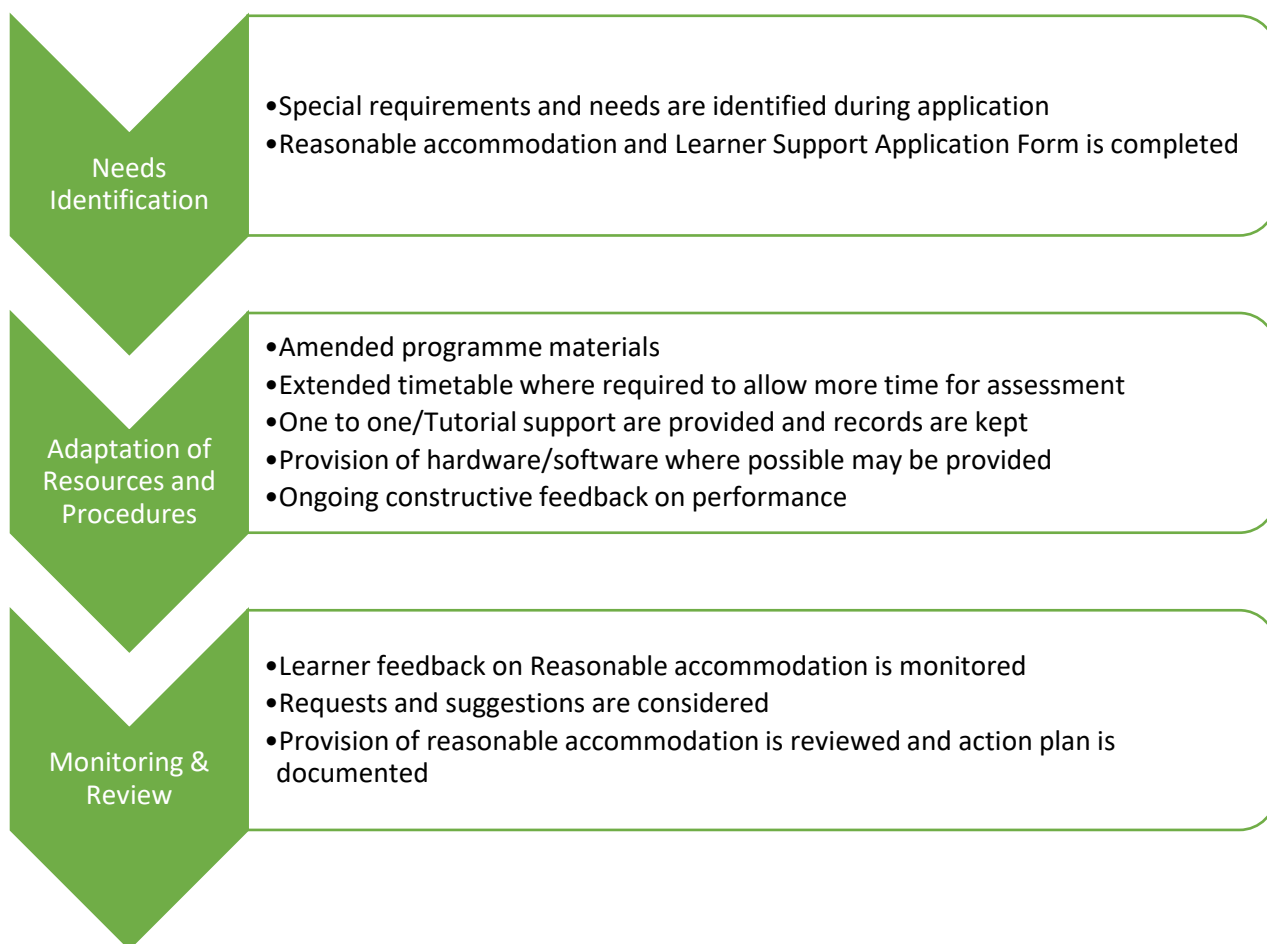 Needs
Identification
•Special requirements and needs are identified during application
•Reasonable accommodation and Learner Support Application Form is completed
Adaptation of
Resources and
Procedures
•Amended programme materials
•Extended timetable where required to allow more time for assessment
•One to one/Tutorial support are provided and records are kept
•Provision of hardware/software where possible may be provided
•Ongoing constructive feedback on performance
Monitoring &
Review
•Learner feedback on Reasonable accommodation is monitored
•Requests and suggestions are considered
•Provision of reasonable accommodation is reviewed and action plan is
documented